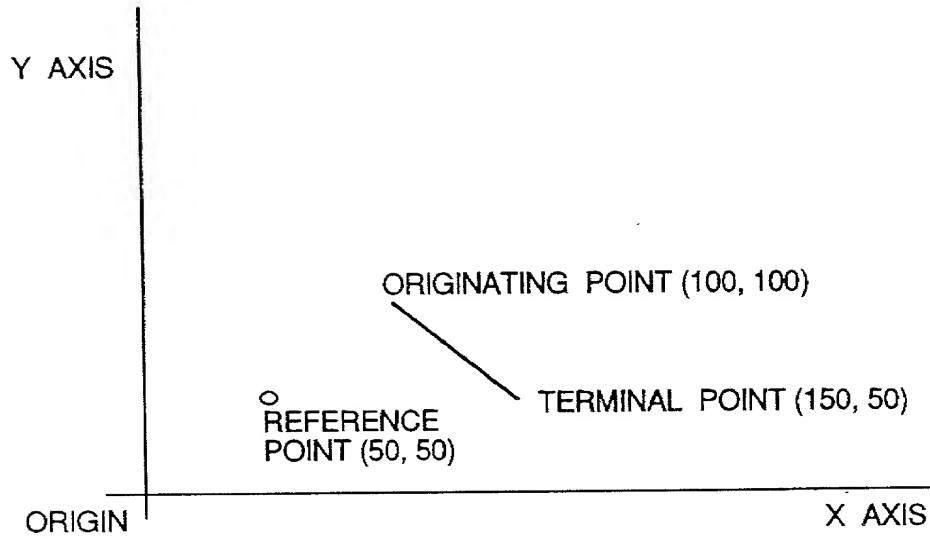 Y AXIS
ORIGINATING POINT (100, 100)
TERMINAL POINT (150, 50)
REFERENCE
POINT (50, 50)
ORIGIN
X AXIS